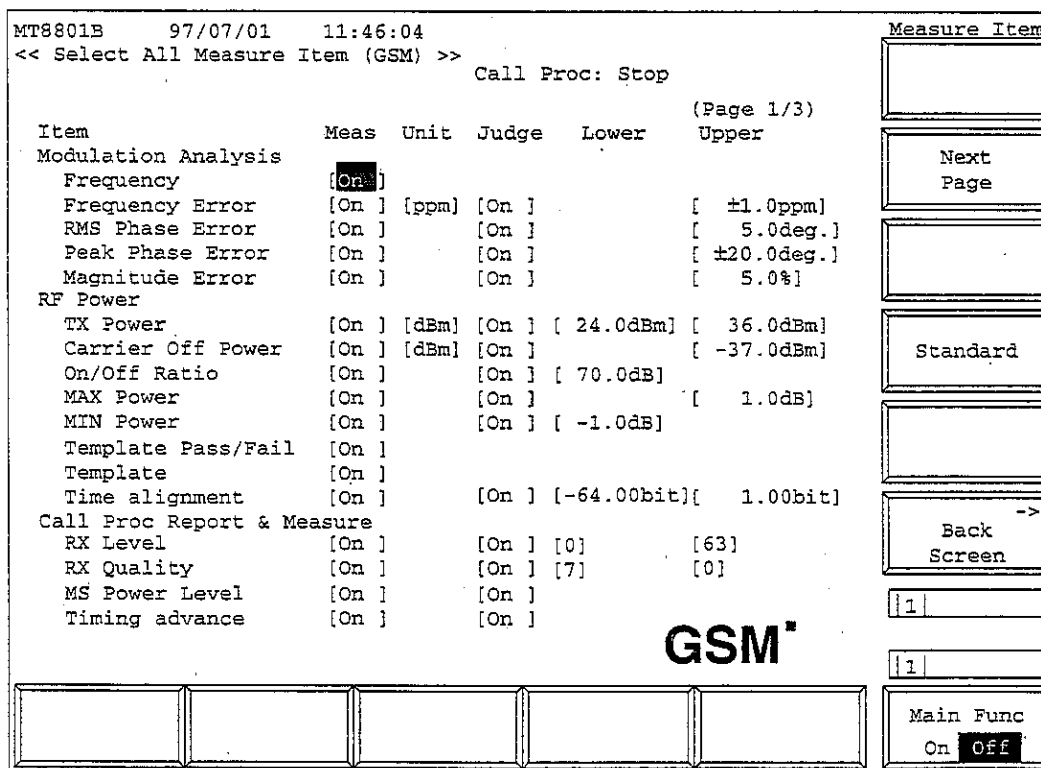 MT8801B 97/07/01 11:46:04
<< Select All Measure Item (GSM) >>
Call Proc: Stop
(Page 1/3)
Item Meas Unit Judge Lower Upper
Modulation Analysis
Frequency [On ]
Frequency Error [On ] [ppm] [On ] [ ±1.0ppm]
RMS Phase Error [On ] [On ] [ 5.0deg.]
Peak Phase Error [On ] [On ] [ ±20.0deg.]
Magnitude Error [On ] [On ] [ 5.0%]
RF Power
TX Power [On ] [dBm] [On ] [ 24.0dBm] [ 36.0dBm]
Carrier Off Power [On ] [dBm] [On ] [ -37.0dBm]
On/Off Ratio [On ] [On ] [ 70.0dB]
MAX Power [On ] [On ] [ 1.0dB]
MIN Power [On ] [On ] [ -1.0dB]
Template Pass/Fail [On ]
Template [On ]
Time alignment [On ] [On ] [-64.00bit][ 1.00bit]
Call Proc Report & Measure
RX Level [On ] [On ] [0] [63]
RX Quality [On ] [On ] [7] [0]
MS Power Level [On ] [On ]
Timing advance [On ] [On ]
GSM
Measure Item
Next
Page
Standard
->
Back
Screen
|1|
|1|
Main Func
On Off